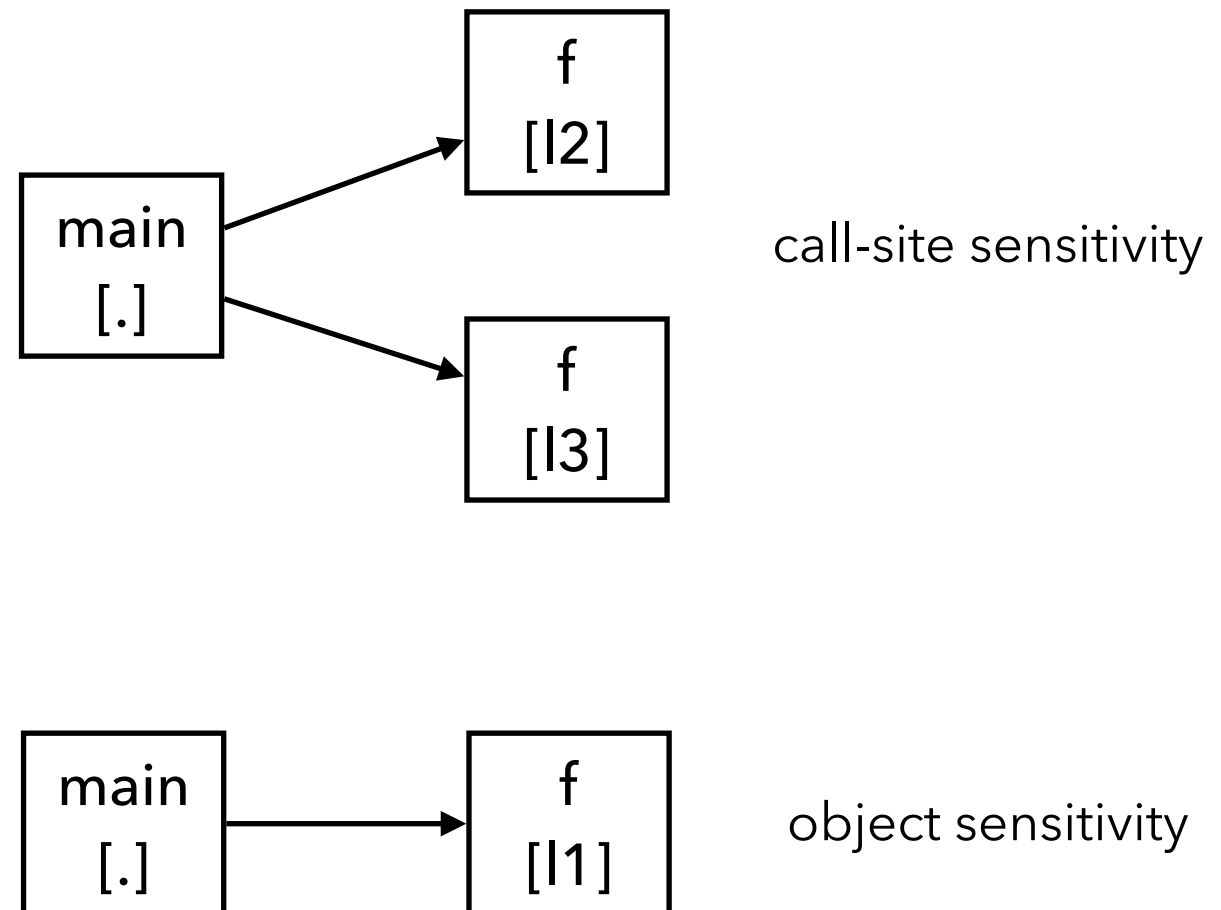 f
[l2]
main
[.]
call-site sensitivity
f
[l3]
main
[.]
f
[l1]
object sensitivity